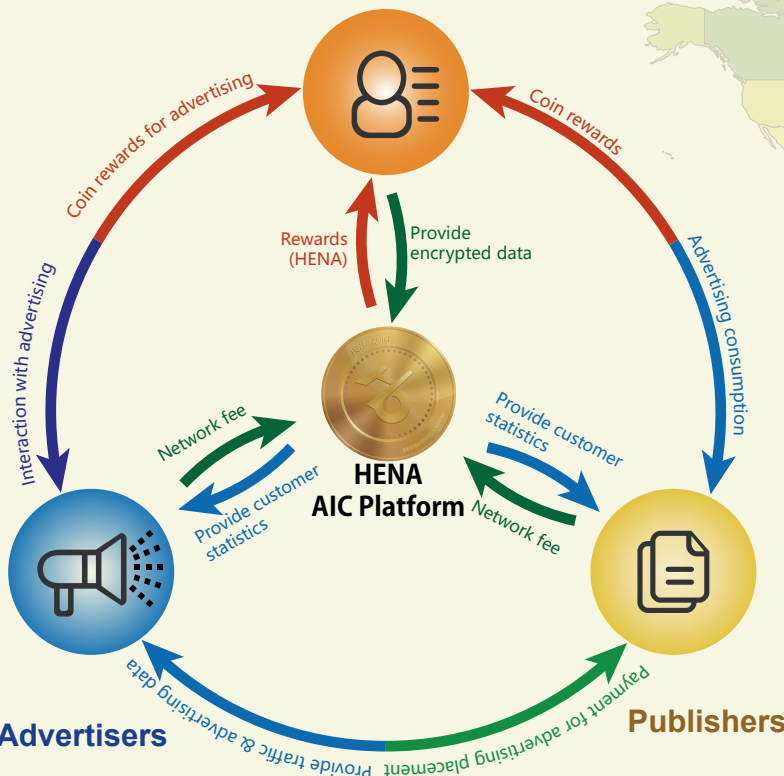 Coin rewards for advertising
Coin rewards
Rewards
(HENA)
Provide
encrypted data
Interaction with advertising
Advertising consumption
Network fee
Provide customer
statistics
HENA
AIC Platform
Provide customer
statistics
Network fee
Advertisers
Provide traffic & advertising data
Payment for advertising placement
Publishers